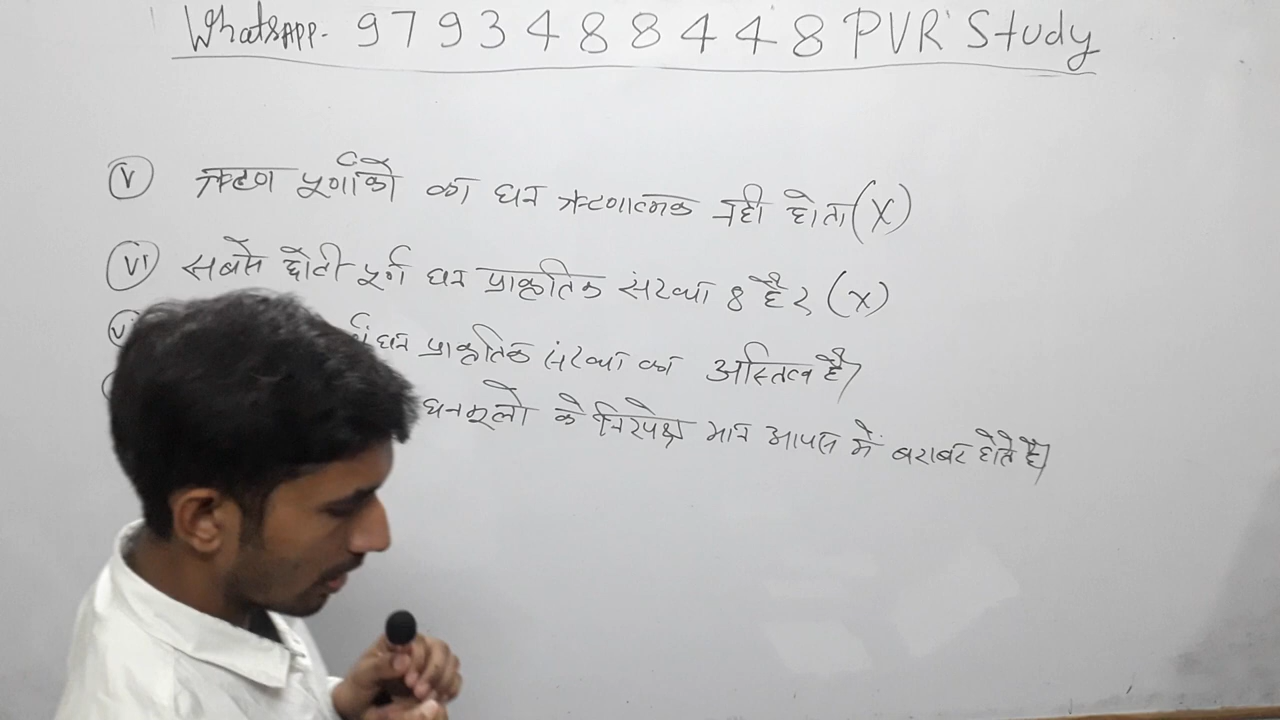 WhatsAPP. 9793488448 PVR Study
(v) ऋण पूर्णांको का घन ऋणात्मक नही होता (X)
(vi) सबसे छोटी पूर्ण घन प्राकृतिक संख्या 8 है? (x)
घन प्राकृतिक संख्या का अस्तित्व है।
घनमूलो के निरपेक्ष मान आपस में बराबर होते है।